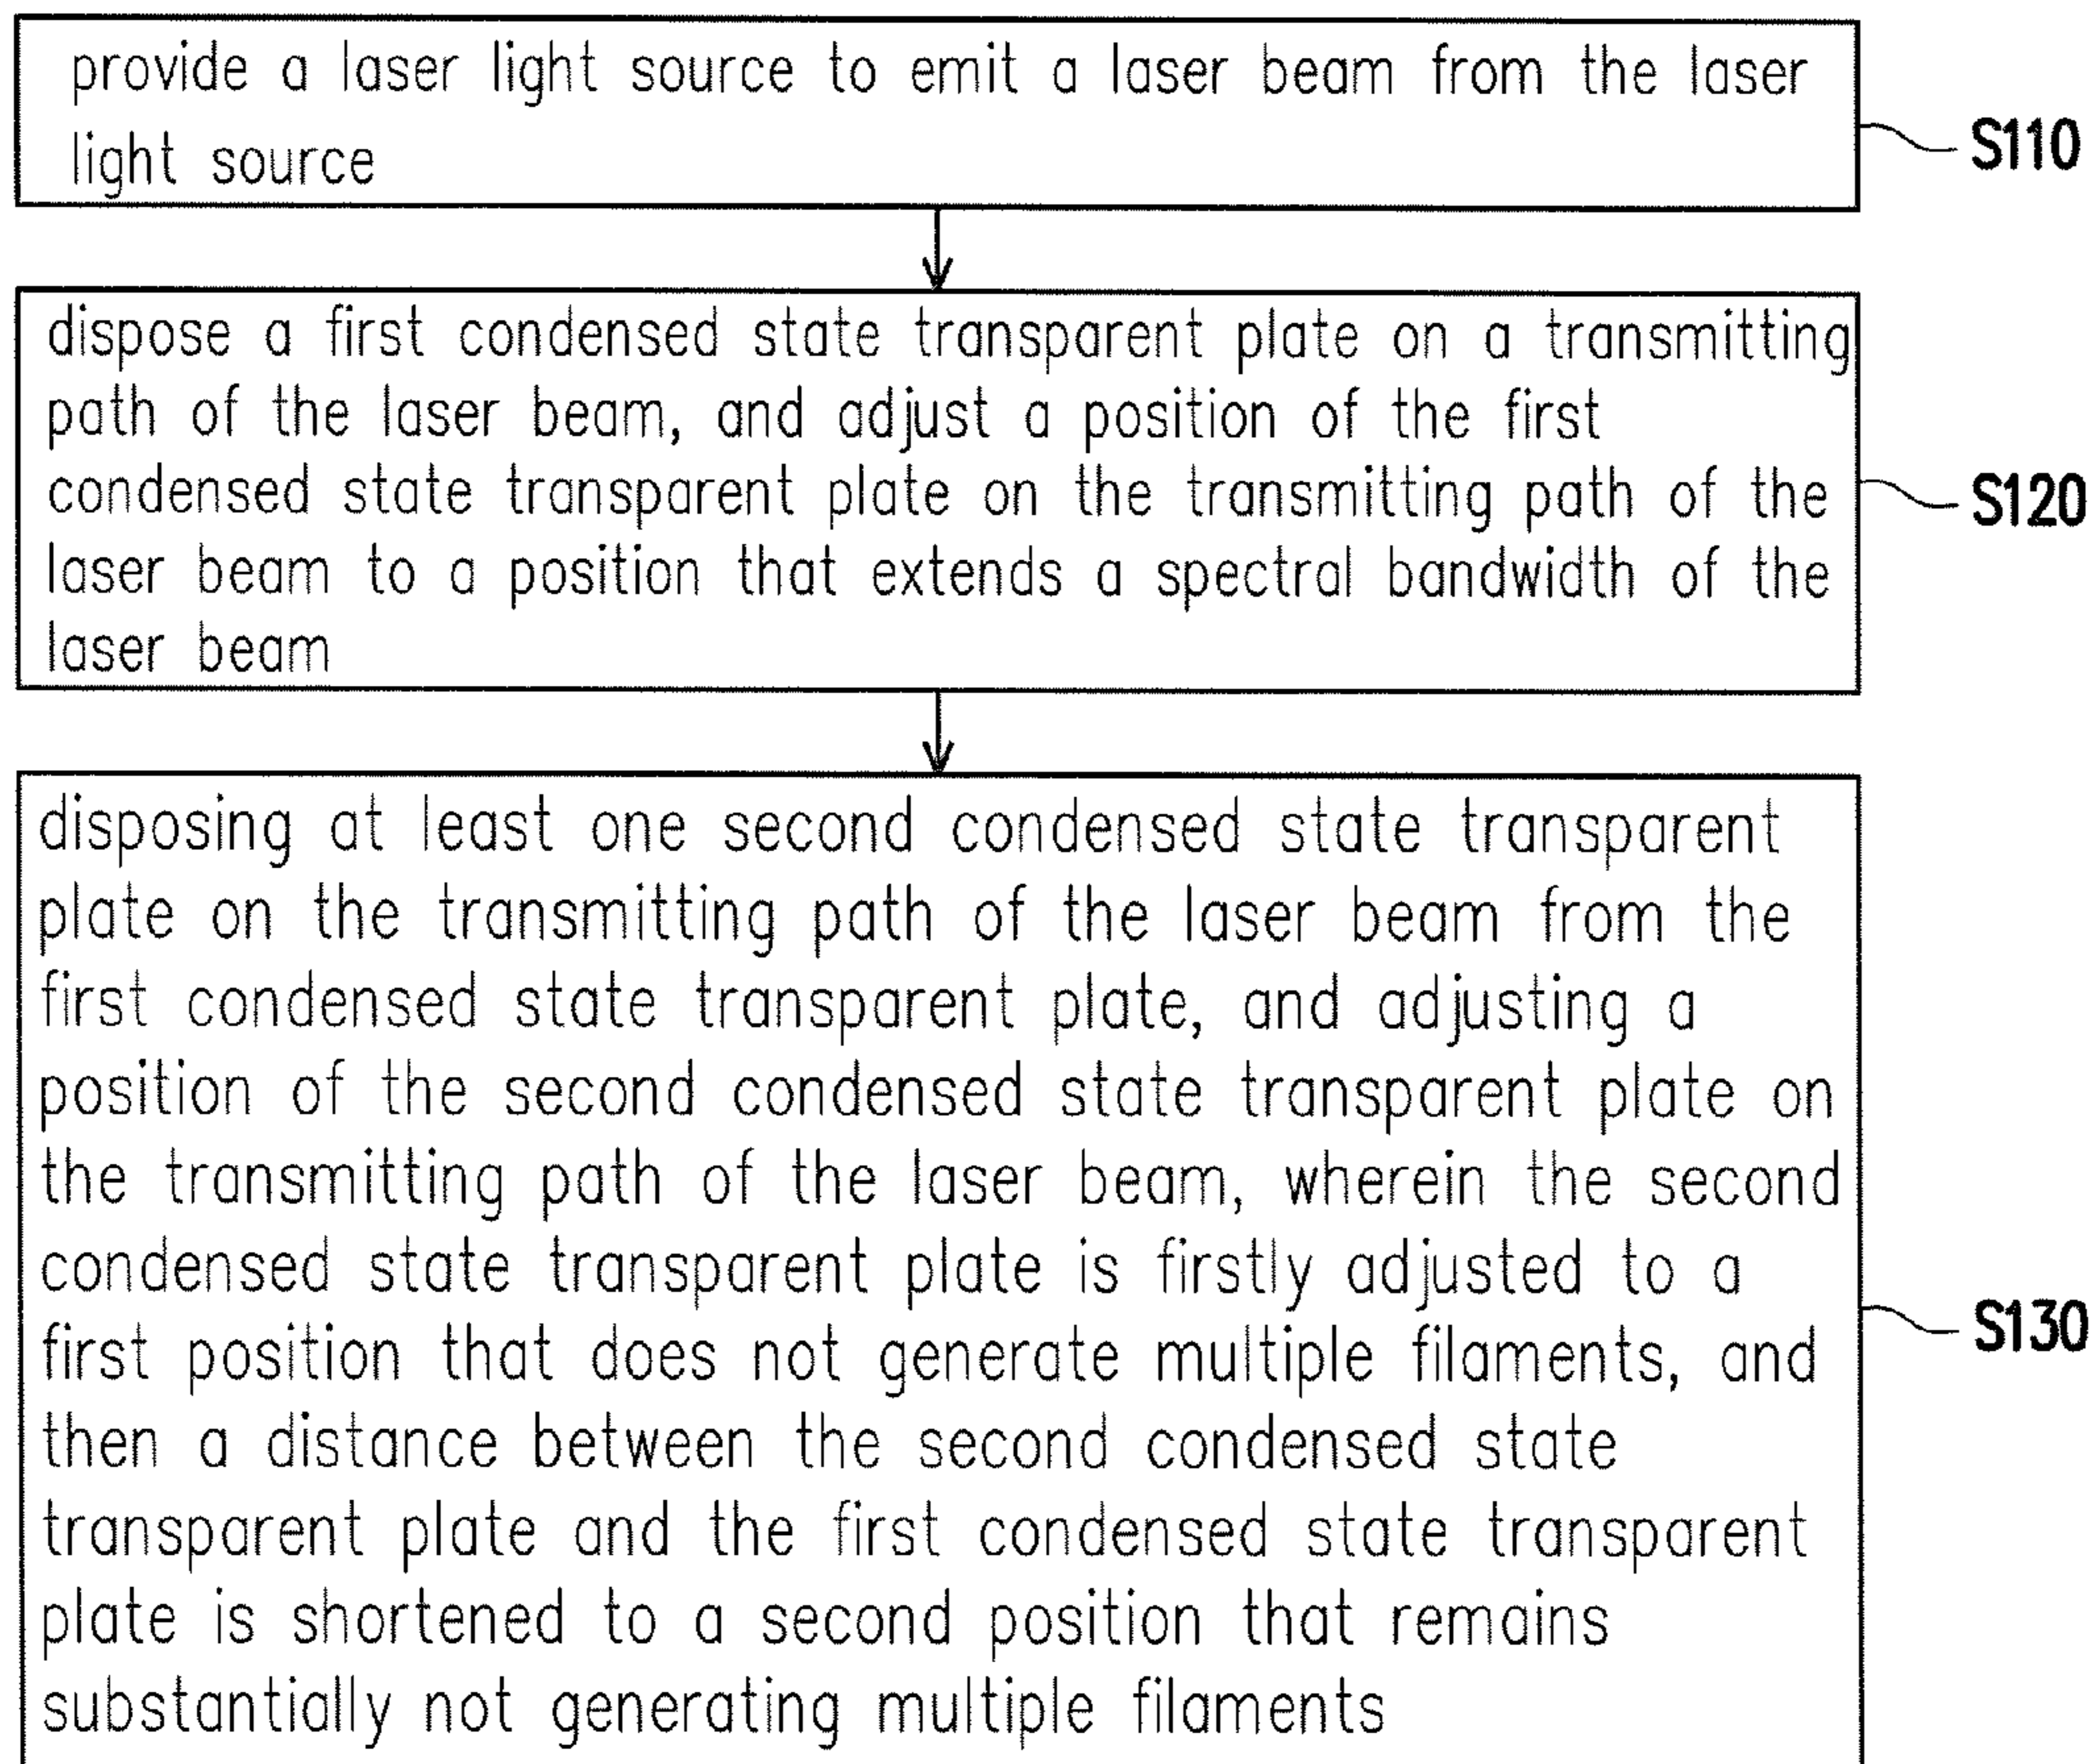 provide a laser light source to emit a laser beam from the laser
light source
S110
dispose a first condensed state transparent plate on a transmitting
path of the laser beam, and adjust a position of the first
condensed state transparent plate on the transmitting path of the
laser beam to a position that extends a spectral bandwidth of the
laser beam
S120
disposing at least one second condensed state transparent
plate on the transmitting path of the laser beam from the
first condensed state transparent plate, and adjusting a
position of the second condensed state transparent plate on
the transmitting path of the laser beam, wherein the second
condensed state transparent plate is firstly adjusted to a
first position that does not generate multiple filaments, and
then a distance between the second condensed state
transparent plate and the first condensed state transparent
plate is shortened to a second position that remains
substantially not generating multiple filaments
S130